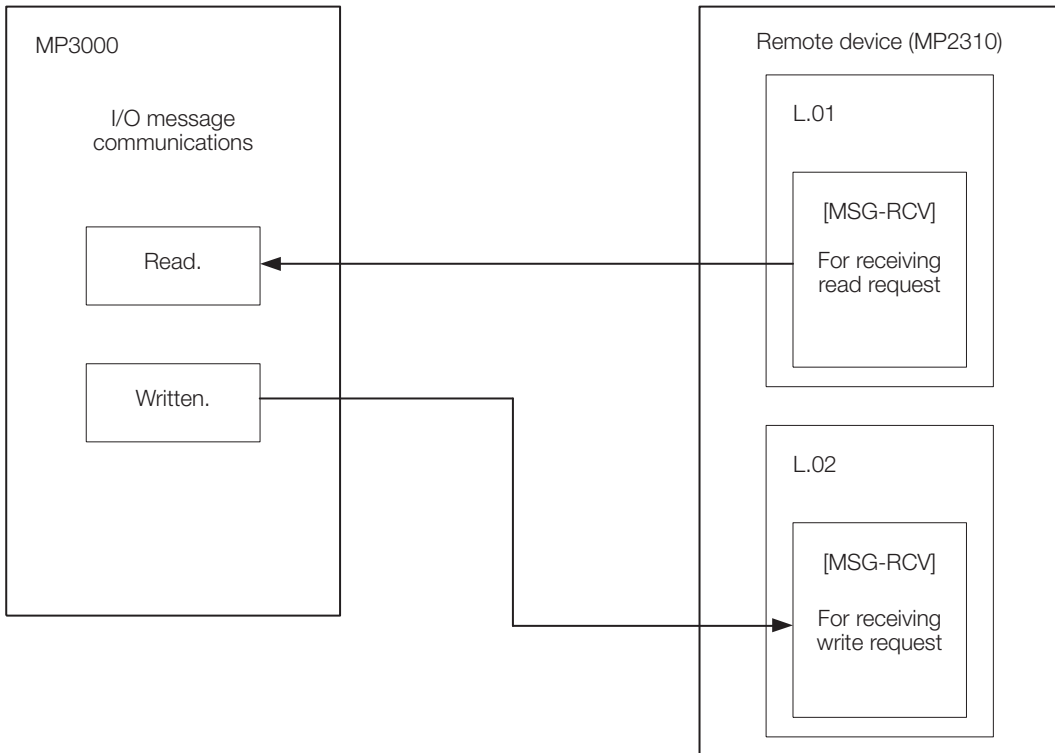 MP3000
I/O message
communications
Read.
Written.
Remote device (MP2310)
L.01
[MSG-RCV]
For receiving
read request
L.02
[MSG-RCV]
For receiving
write request